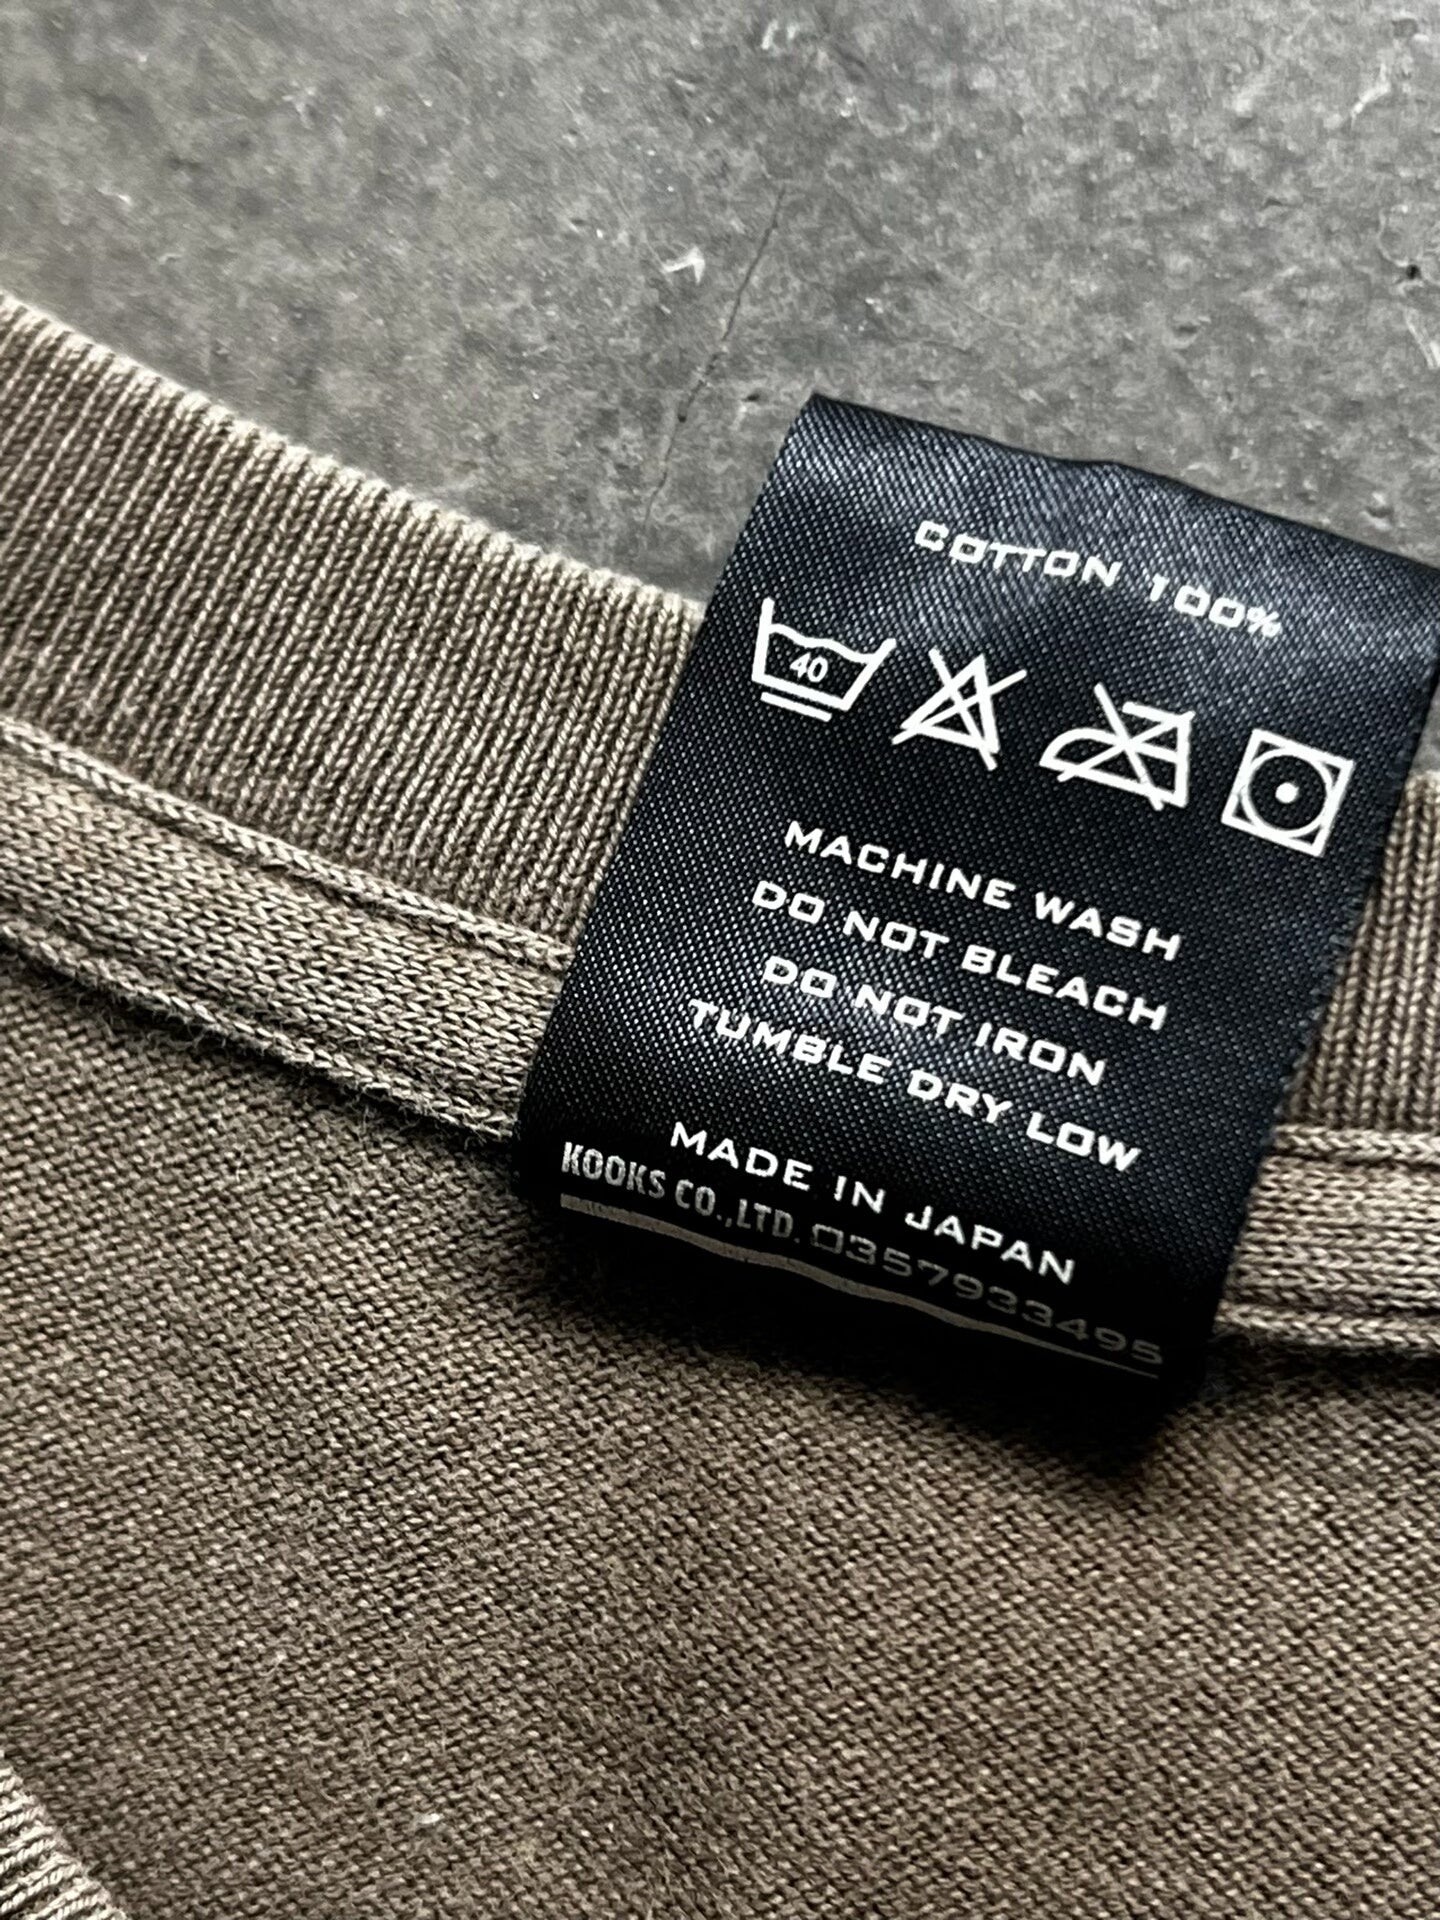 COTTON 100%
40
MACHINE WASH
DO NOT BLEACH
DO NOT IRON
TUMBLE DRY LOW
MADE IN JAPAN
KOOKS CO.,LTD. 0357933495